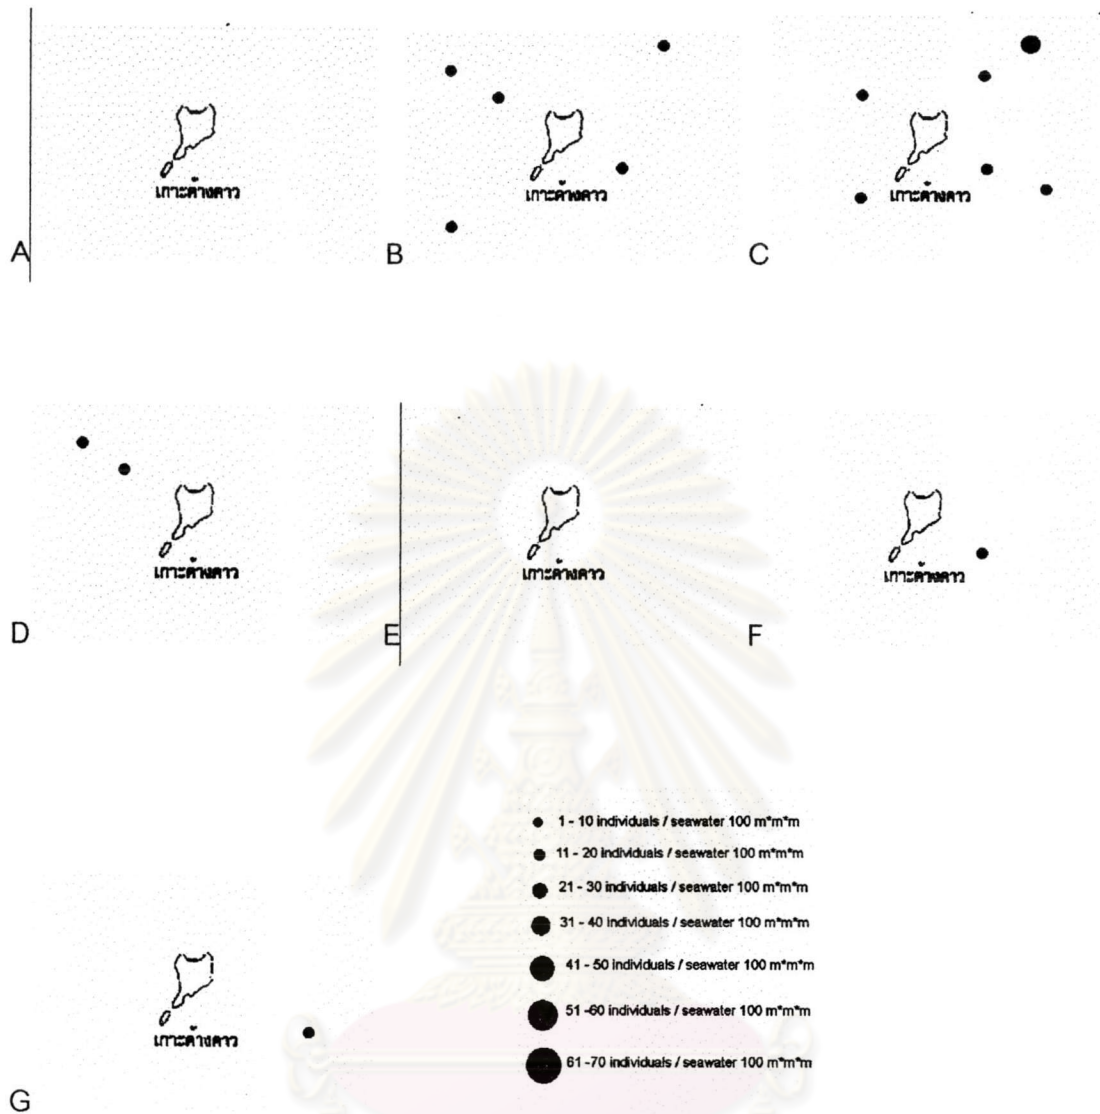 เกาะค้างคาว
A
เกาะค้างคาว
B
เกาะค้างคาว
C
เกาะค้างคาว
D
เกาะค้างคาว
E
เกาะค้างคาว
F
1 - 10 individuals / seawater 100 m*m*m
11 - 20 individuals / seawater 100 m*m*m
21 - 30 individuals / seawater 100 m*m*m
31 - 40 individuals / seawater 100 m*m*m
41 - 50 individuals / seawater 100 m*m*m
51 -60 individuals / seawater 100 m*m*m
61 -70 individuals / seawater 100 m*m*m
เกาะค้างคาว
G